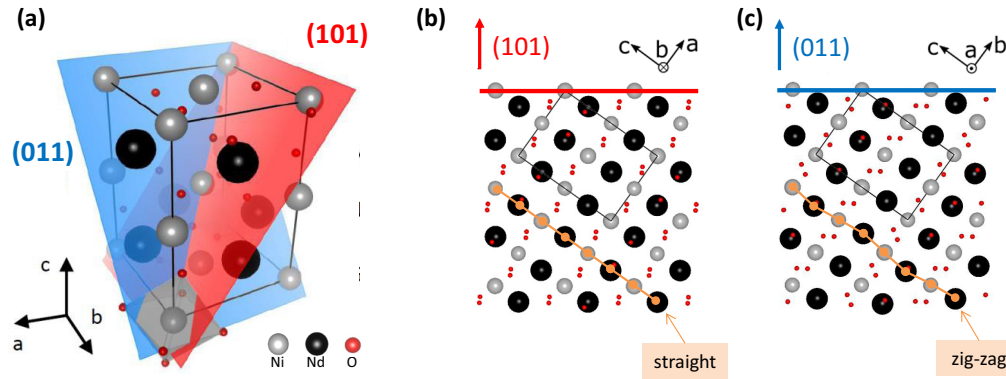 (a)
(101)
(011)
c
b
a
Ni
Nd
O
(b)
(101)
c
b
a
straight
(c)
(011)
c
a
b
zig-zag